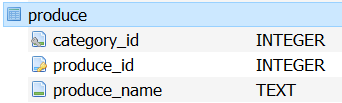 produce
category_id INTEGER
produce_id INTEGER
produce_name TEXT